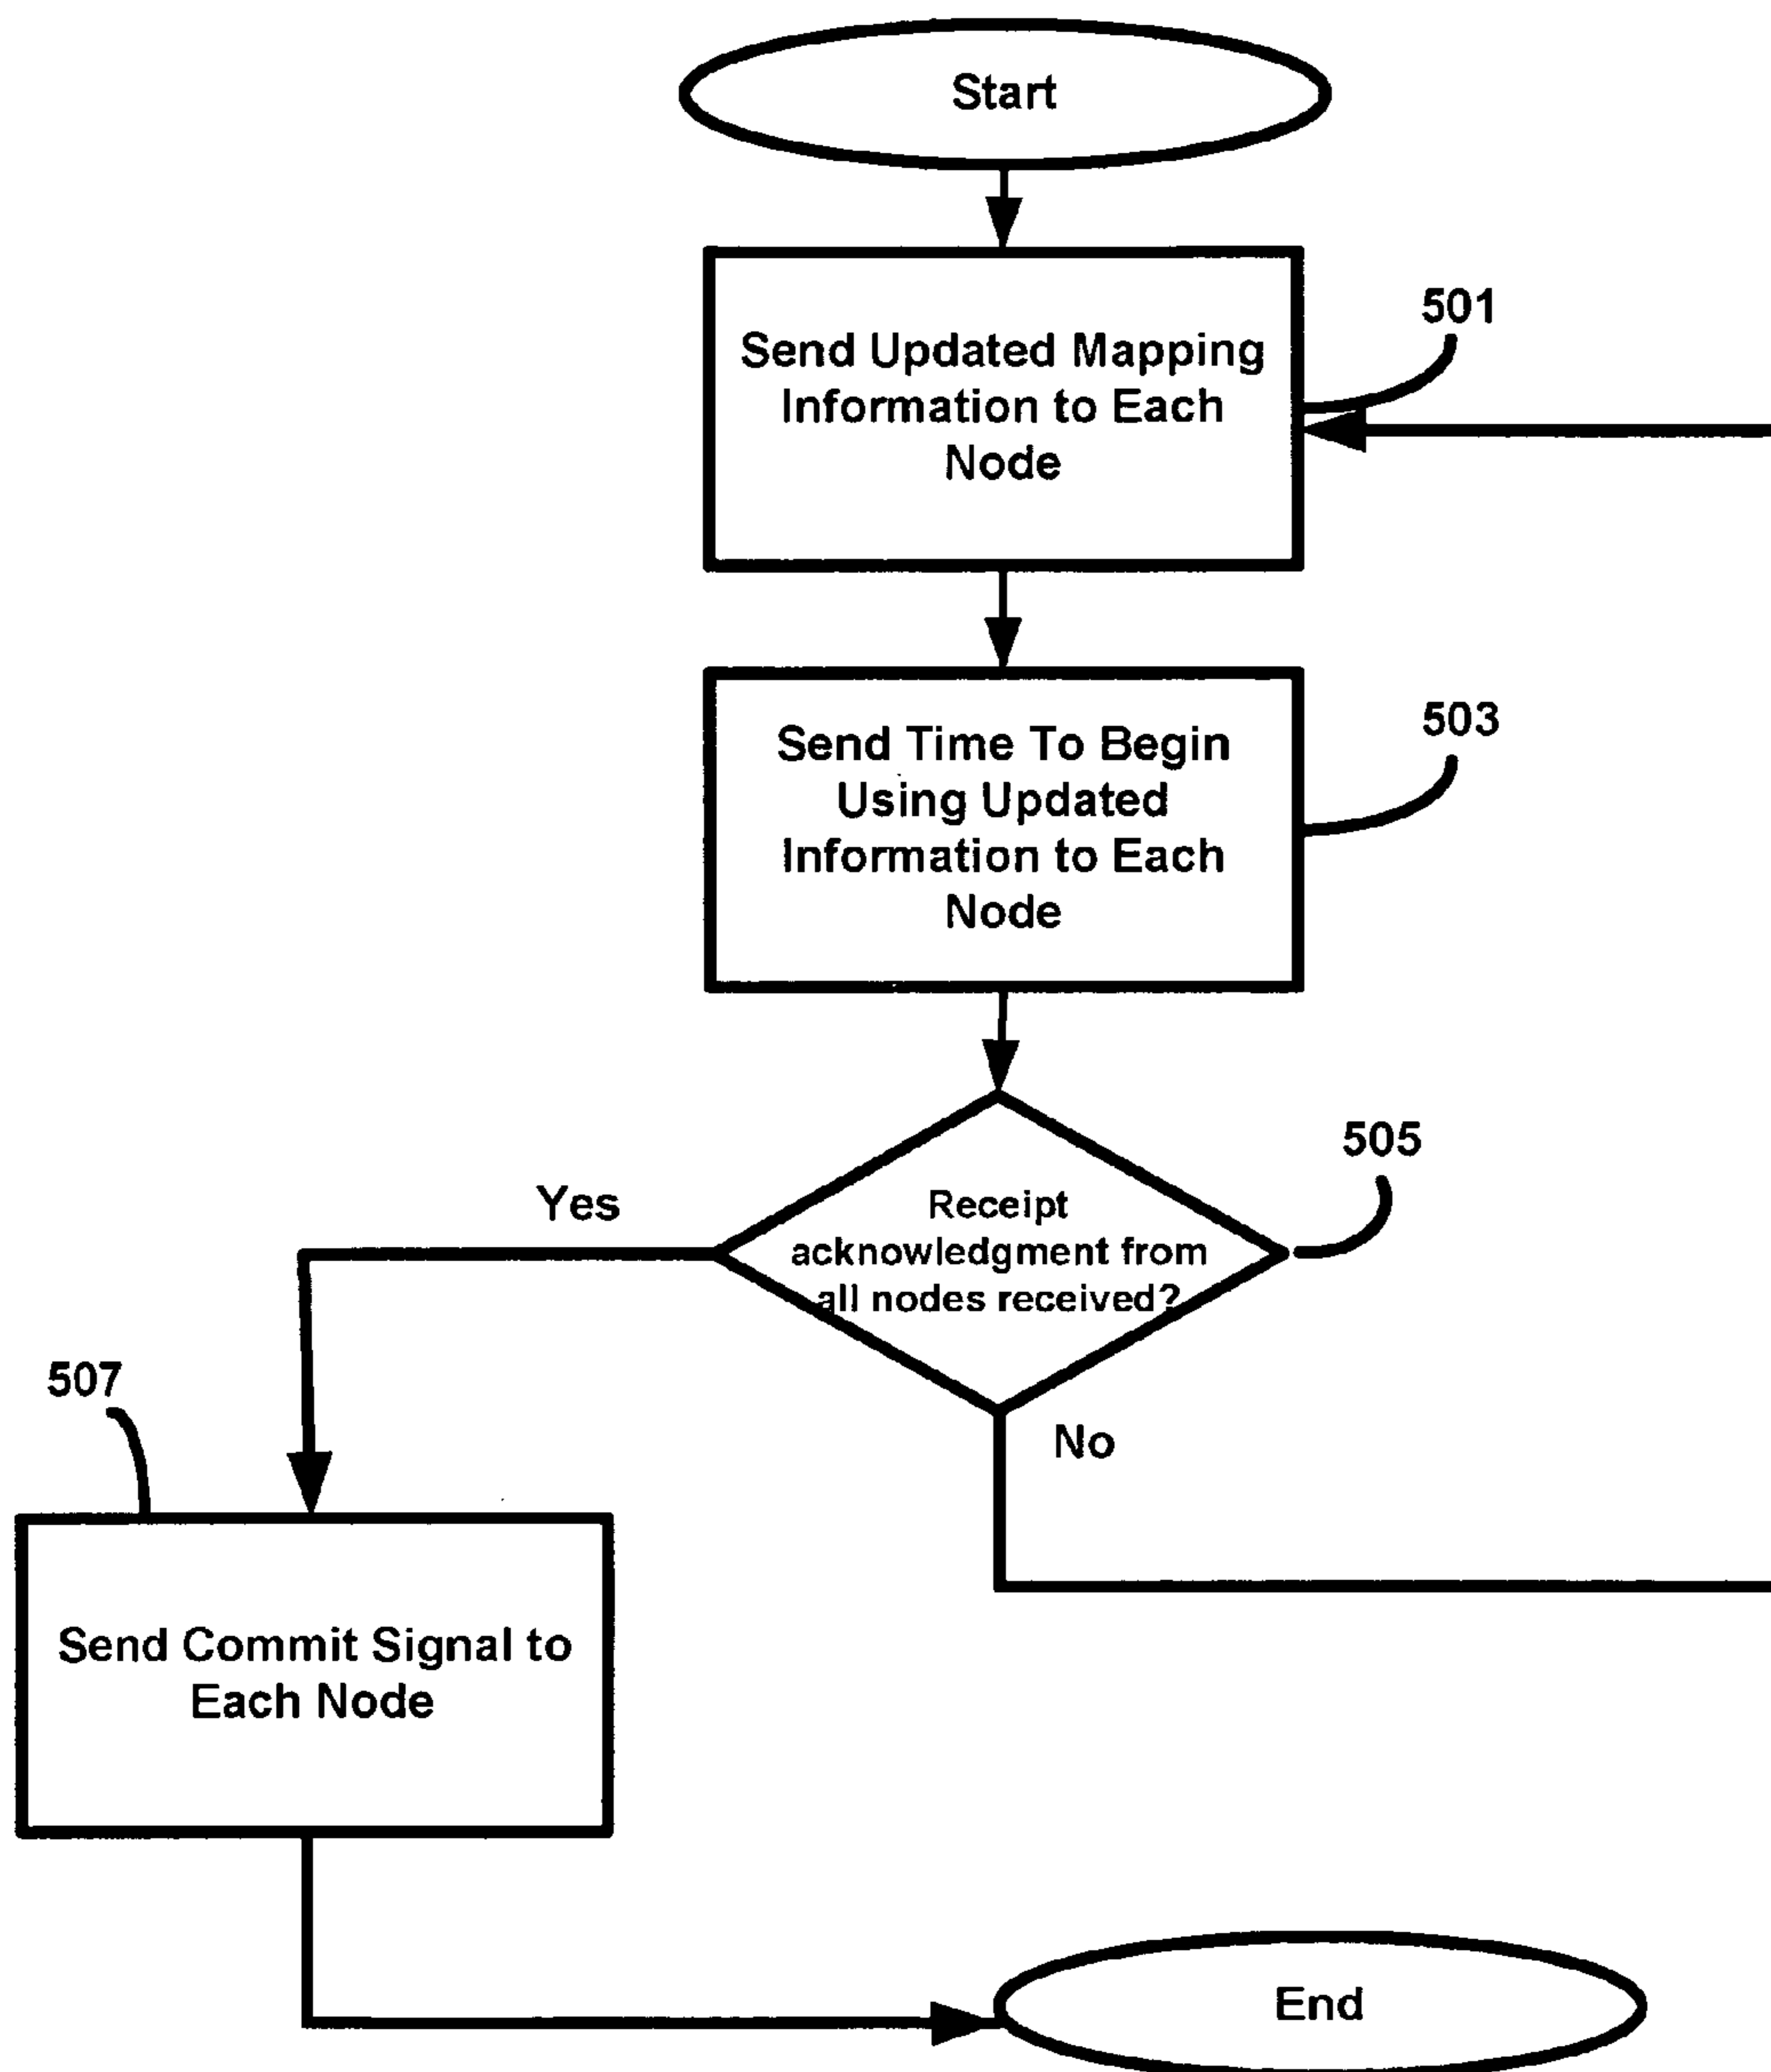 Start
501
Send Updated Mapping
Information to Each
Node
503
Send Time To Begin
Using Updated
Information to Each
Node
505
Yes
Receipt
acknowledgment from
all nodes received?
507
No
Send Commit Signal to
Each Node
End